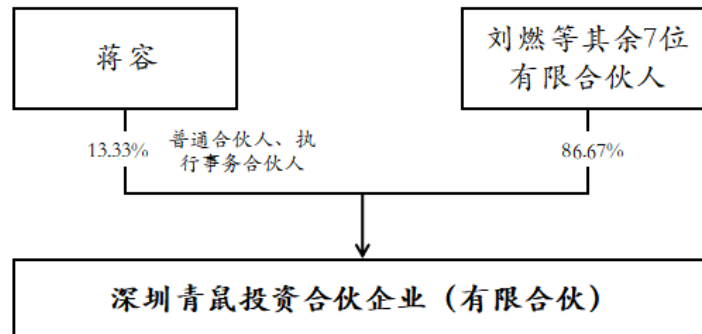 蒋容
刘燃等其余7位
有限合伙人
13.33%
普通合伙人、执
行事务合伙人
86.67%
深圳青鼠投资合伙企业（有限合伙）